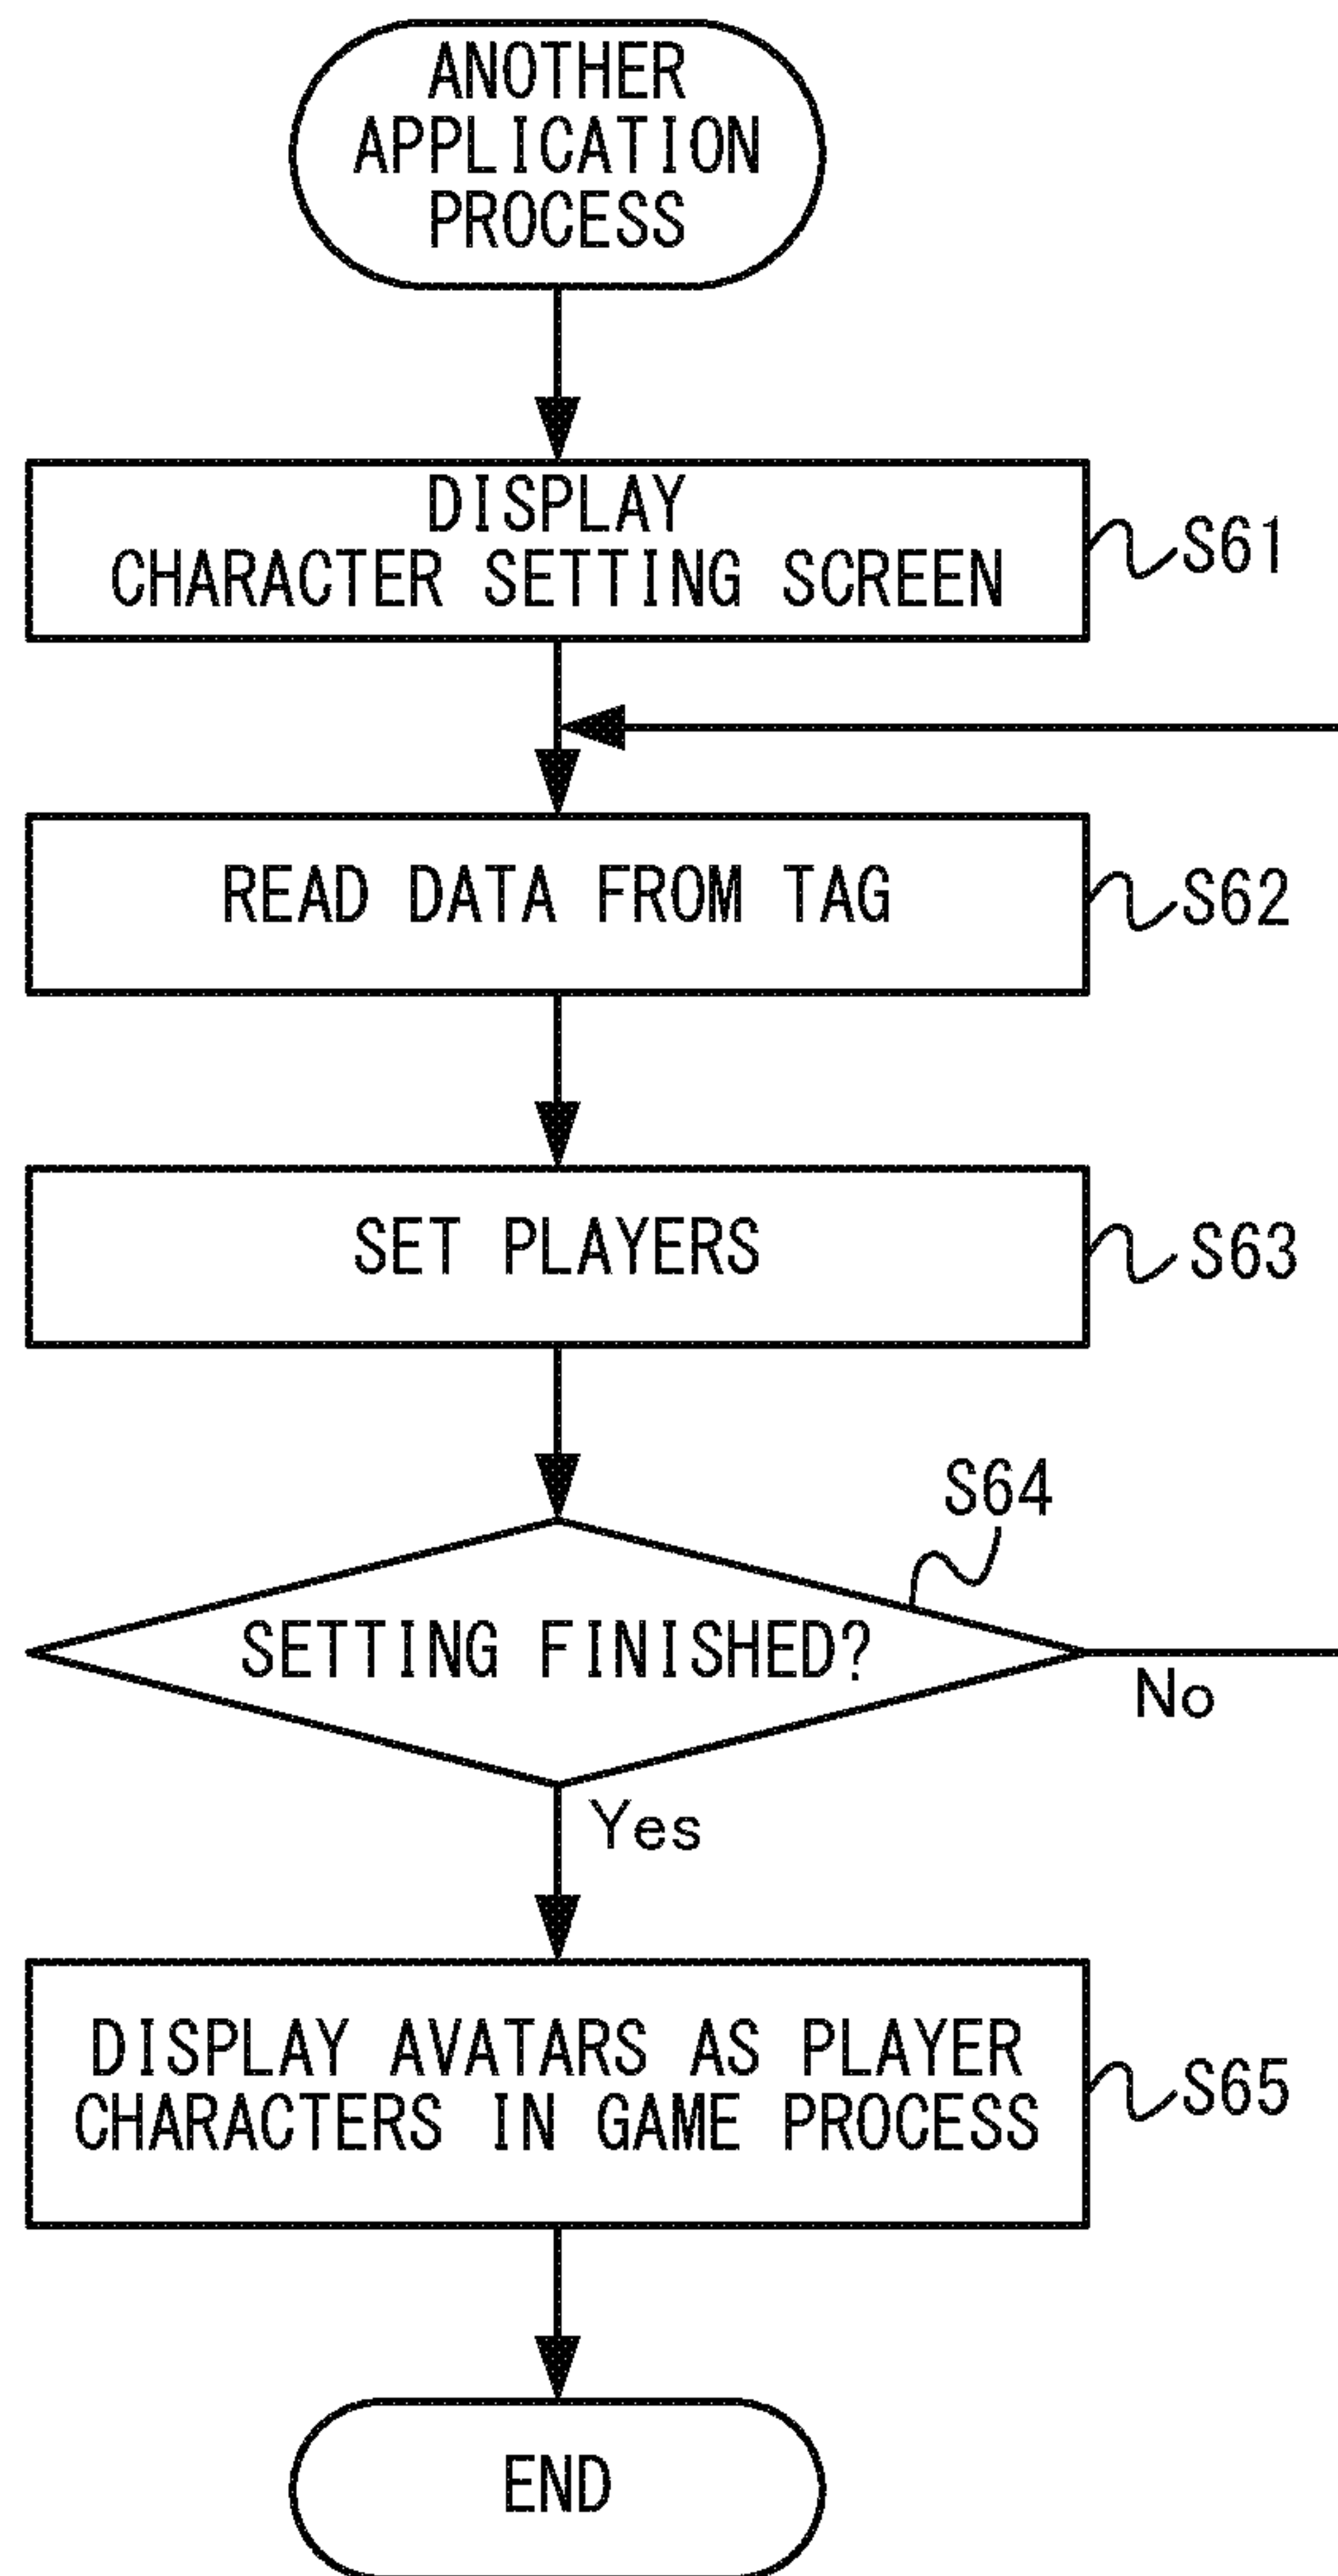 ANOTHER
APPLICATION
PROCESS
DISPLAY
CHARACTER SETTING SCREEN
S61
READ DATA FROM TAG
S62
SET PLAYERS
S63
S64
SETTING FINISHED?
No
Yes
DISPLAY AVATARS AS PLAYER
CHARACTERS IN GAME PROCESS
S65
END